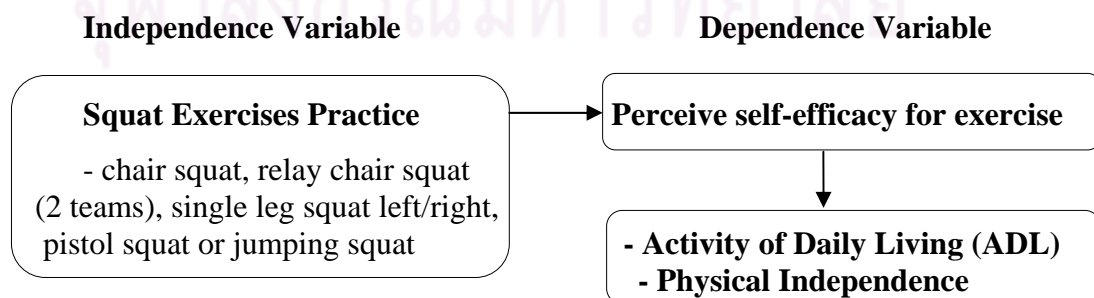 Independence Variable
Dependence Variable
Squat Exercises Practice
- chair squat, relay chair squat
(2 teams), single leg squat left/right,
pistol squat or jumping squat
Perceive self-efficacy for exercise
- Activity of Daily Living (ADL)
- Physical Independence